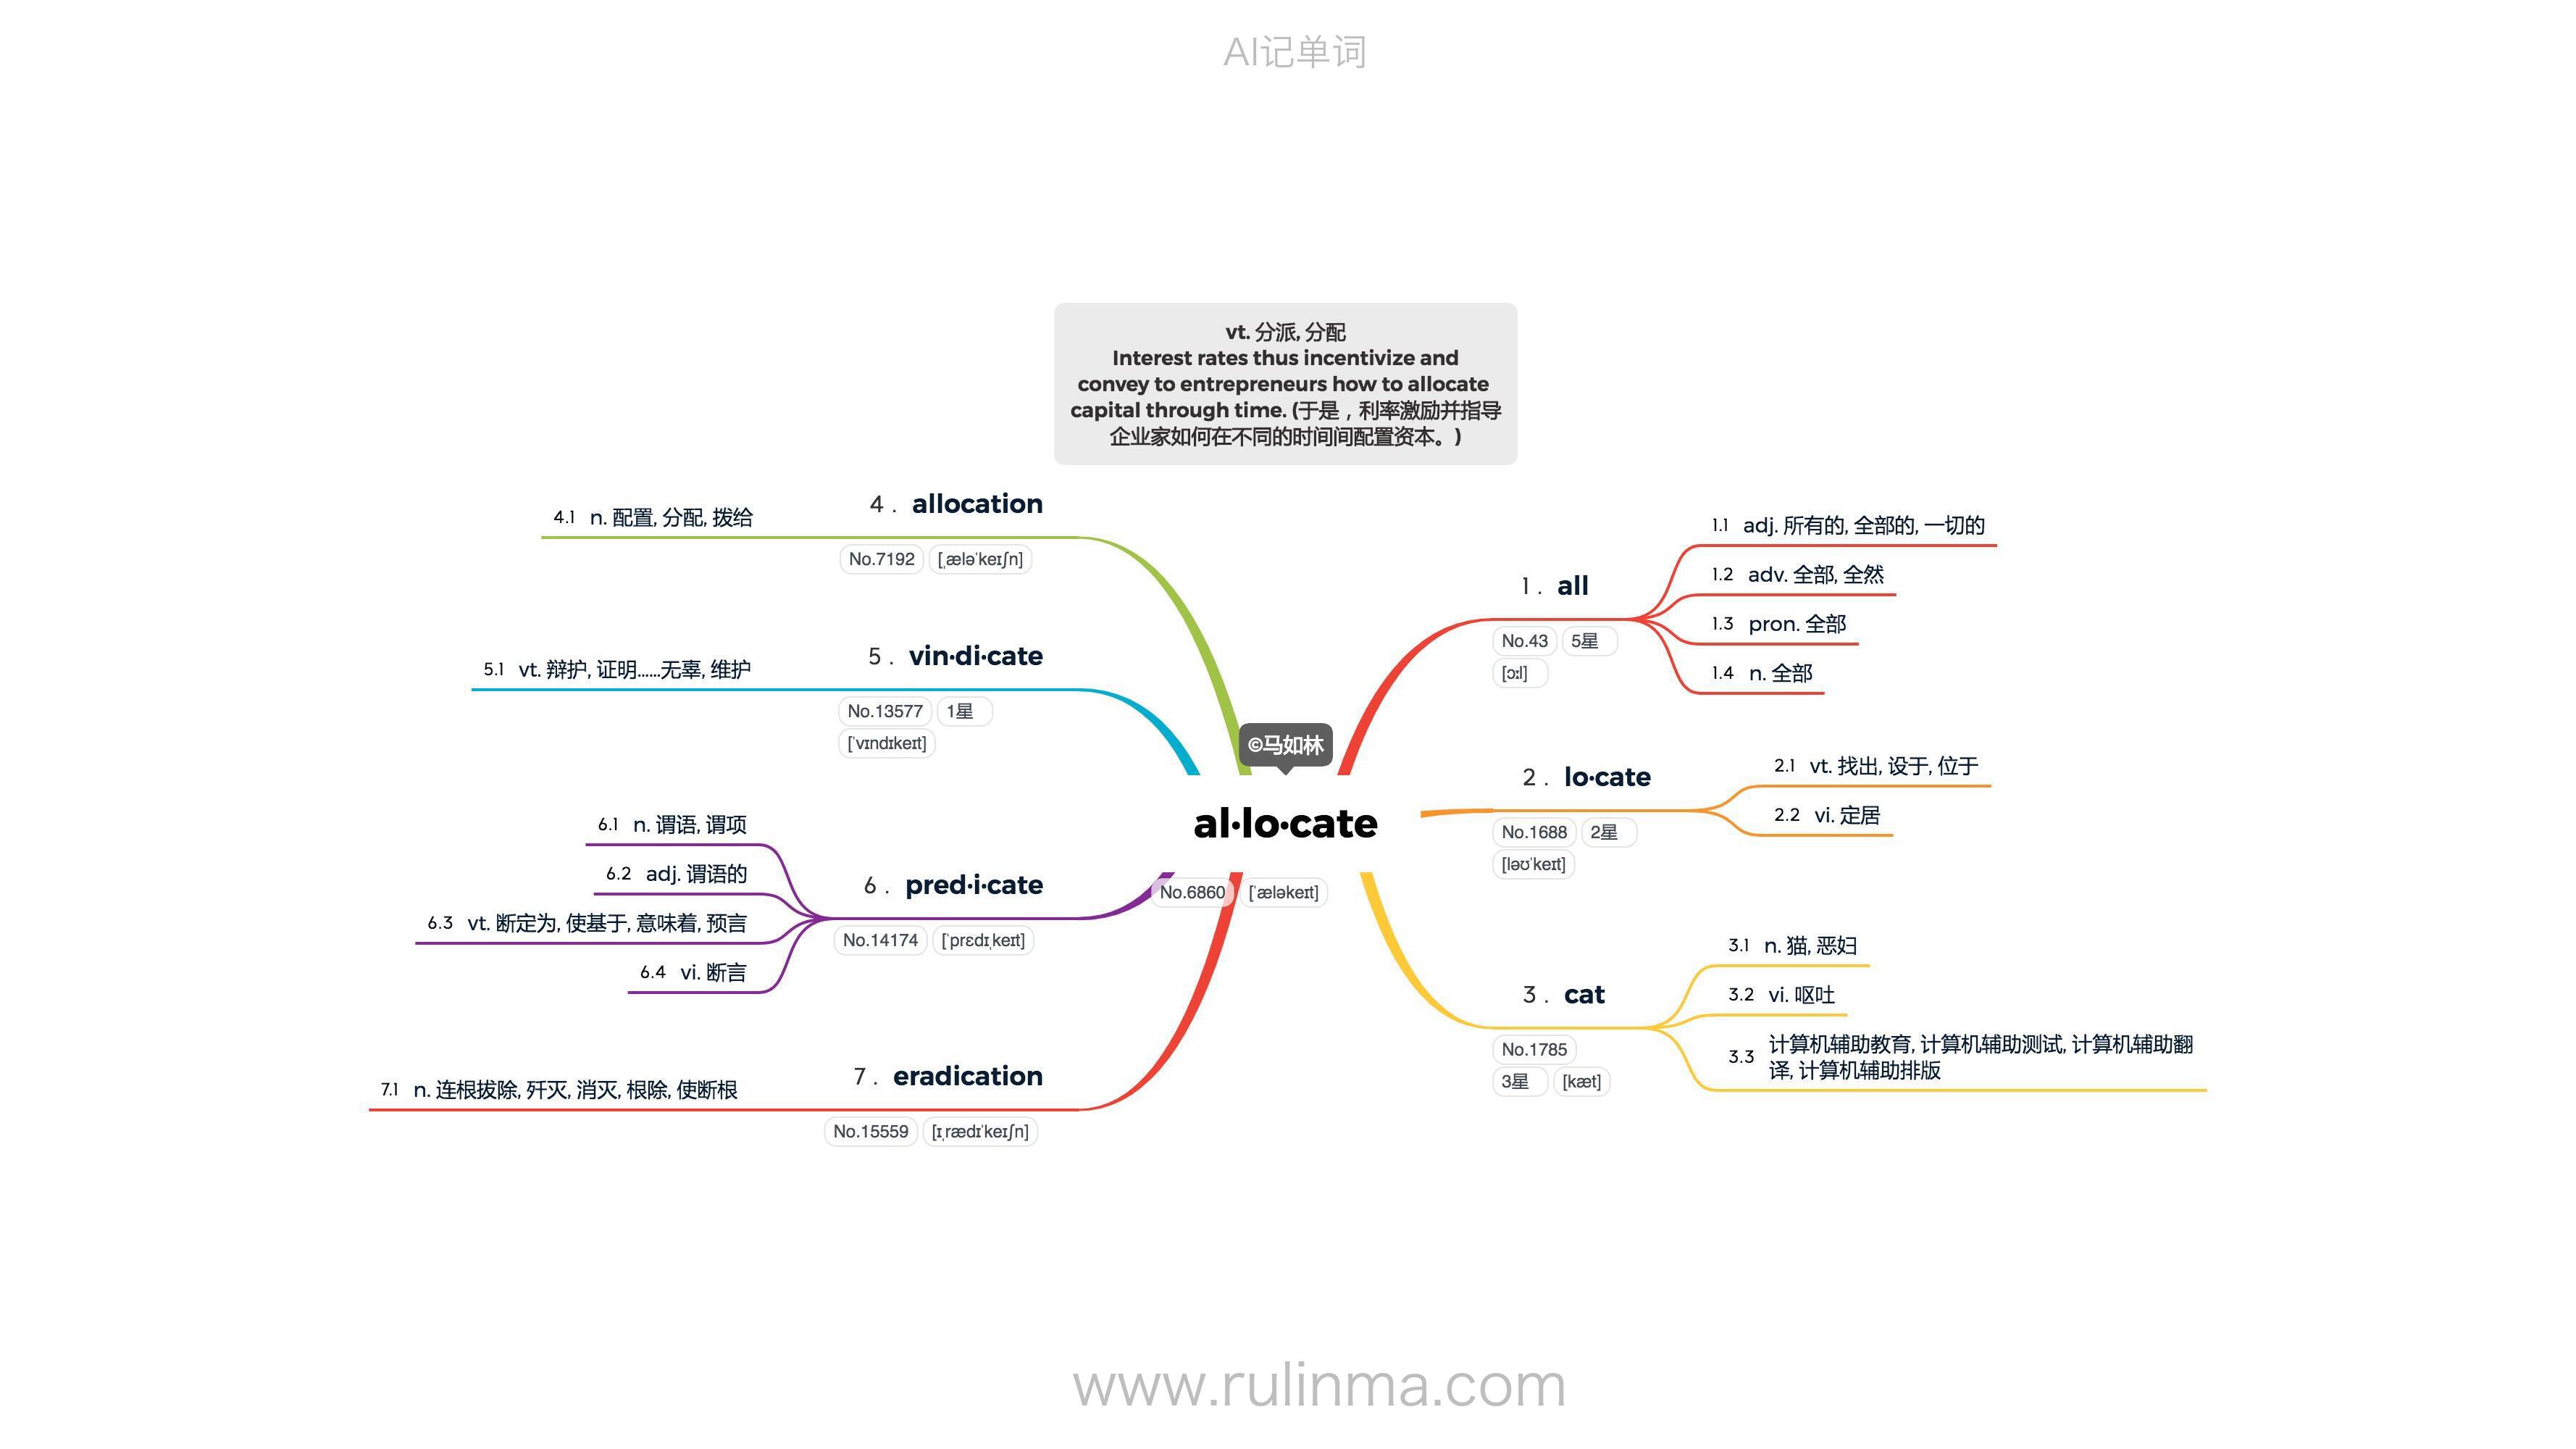 AI记单词
vt. 分派, 分配
Interest rates thus incentivize and
convey to entrepreneurs how to allocate
capital through time. (于是，利率激励并指导
企业家如何在不同的时间间配置资本。)
©马如林
al·lo·cate
No.6860 [ˈæləkeɪt]
1. all
No.43 5星
[ɔːl]
1.1 adj. 所有的, 全部的, 一切的
1.2 adv. 全部, 全然
1.3 pron. 全部
1.4 n. 全部
2. lo·cate
No.1688 2星
[ləʊˈkeɪt]
2.1 vt. 找出, 设于, 位于
2.2 vi. 定居
3. cat
No.1785
3星 [kæt]
3.1 n. 猫, 恶妇
3.2 vi. 呕吐
3.3 计算机辅助教育, 计算机辅助测试, 计算机辅助翻
译, 计算机辅助排版
4. allocation
No.7192 [ˌæləˈkeɪʃn]
4.1 n. 配置, 分配, 拨给
5. vin·di·cate
No.13577 1星
[ˈvɪndɪkeɪt]
5.1 vt. 辩护, 证明......无辜, 维护
6. pred·i·cate
No.14174 [ˈprɛdɪˌkeɪt]
6.1 n. 谓语, 谓项
6.2 adj. 谓语的
6.3 vt. 断定为, 使基于, 意味着, 预言
6.4 vi. 断言
7. eradication
No.15559 [ɪˌrædɪˈkeɪʃn]
7.1 n. 连根拔除, 歼灭, 消灭, 根除, 使断根
www.rulinma.com